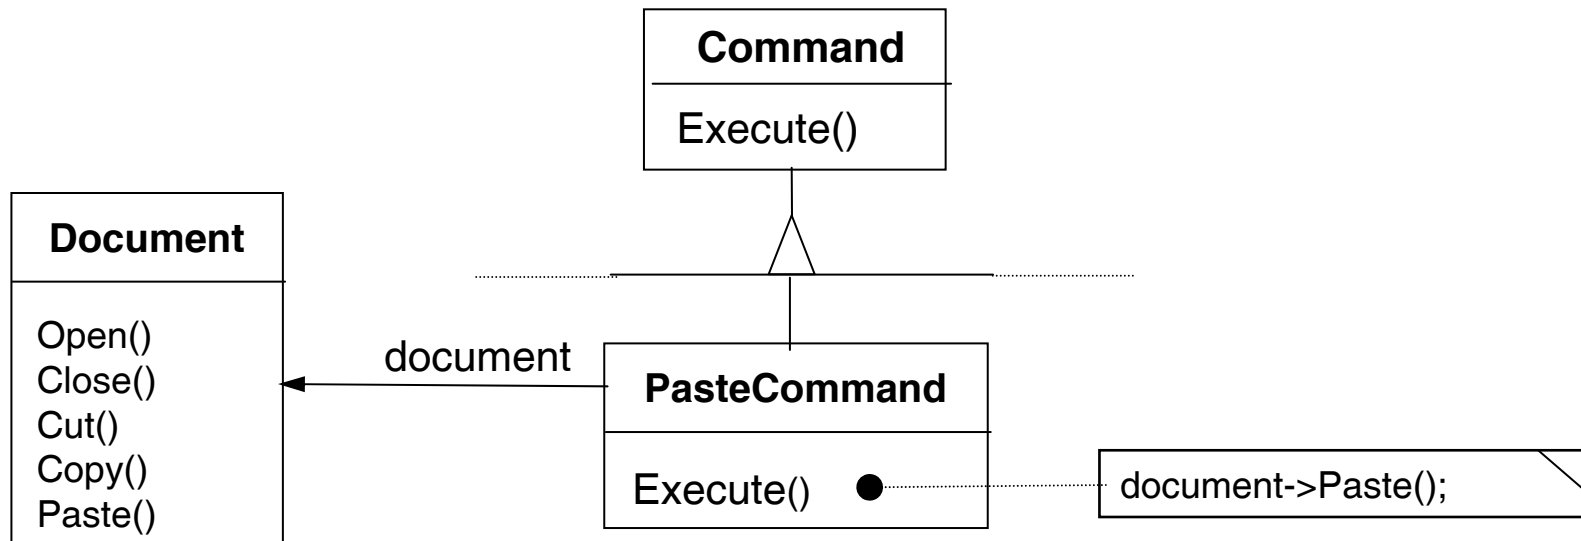 Command
Execute()
Document
Open()
Close()
Cut()
Copy()
Paste()
document
PasteCommand
Execute()
document->Paste();